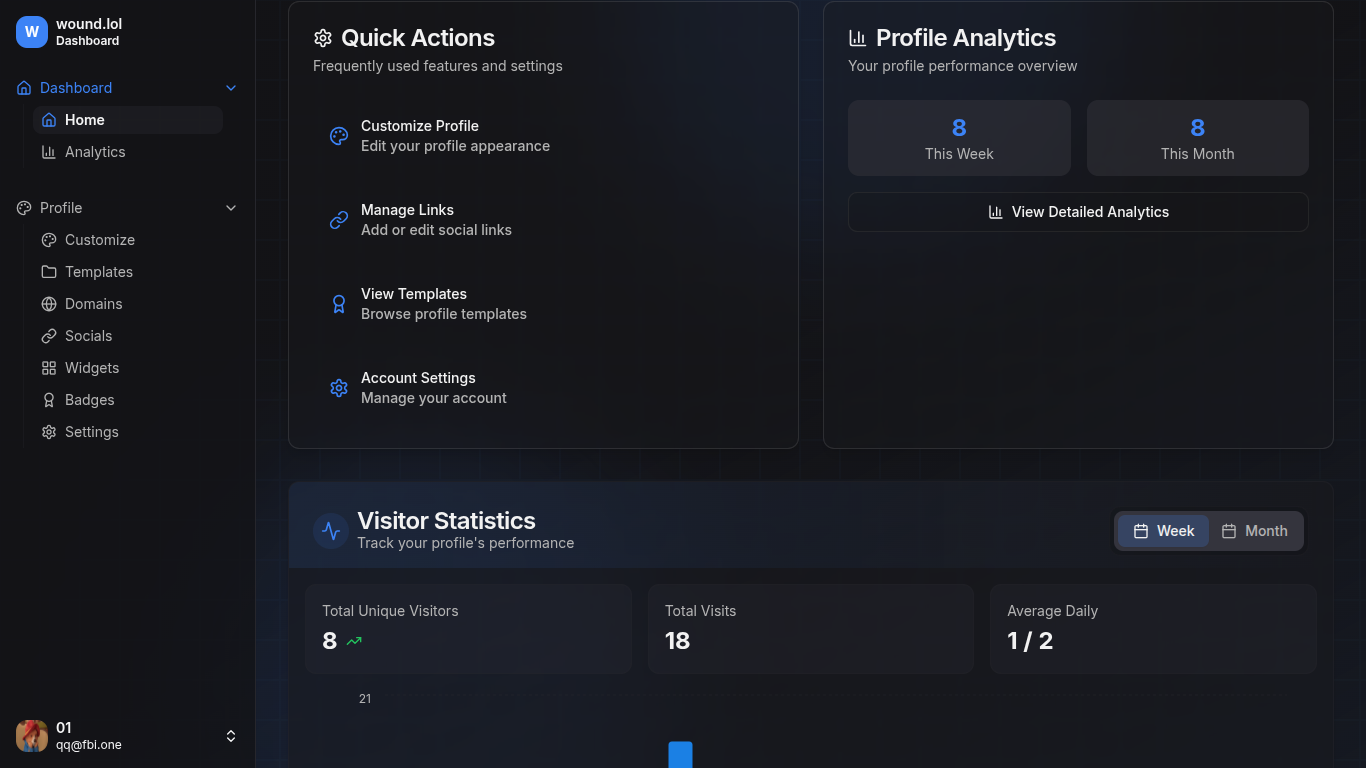 W
wound.lol
Dashboard
Dashboard
Home
Analytics
Profile
Customize
Templates
Domains
Socials
Widgets
Badges
Settings
01
qq@fbi.one
Quick Actions
Frequently used features and settings
Customize Profile
Edit your profile appearance
Manage Links
Add or edit social links
View Templates
Browse profile templates
Account Settings
Manage your account
Profile Analytics
Your profile performance overview
8
This Week
8
This Month
View Detailed Analytics
Visitor Statistics
Track your profile's performance
Week
Month
Total Unique Visitors
8
Total Visits
18
Average Daily
1 / 2
21